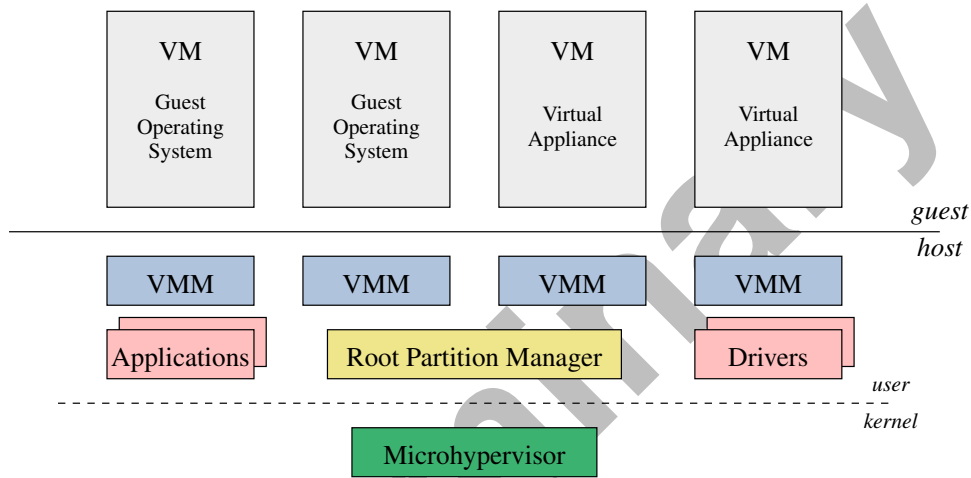 VM
Guest
Operating
System
VM
Guest
Operating
System
VM
Virtual
Appliance
VM
Virtual
Appliance
guest
host
VMM
VMM
VMM
VMM
Applications
Root Partition Manager
Drivers
user
kernel
Microhypervisor